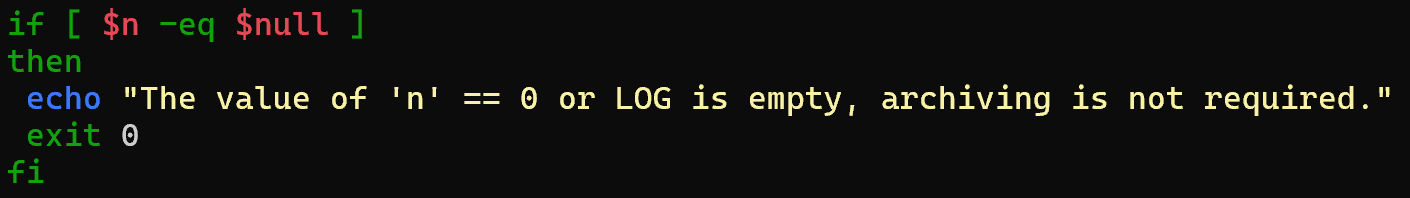 if [ $n -eq $null ]
then
 echo "The value of 'n' == 0 or LOG is empty, archiving is not required."
 exit 0
fi